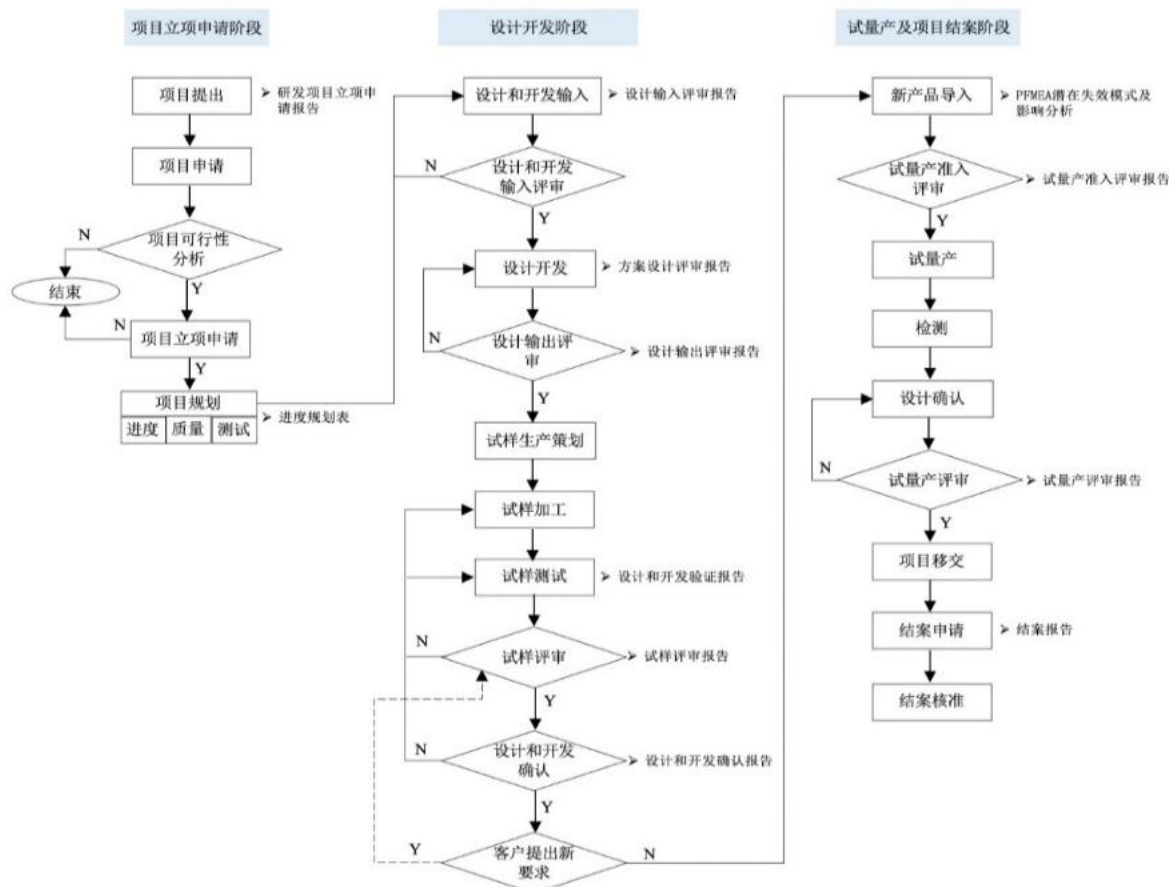 项目立项申请阶段
项目提出
研发项目立项申
请报告
项目申请
N
项目可行性
分析
结束
Y
N
项目立项申请
Y
项目规划
进度
质量
测试
进度规划表
设计开发阶段
设计和开发输入
设计输入评审报告
N
设计和开发
输入评审
Y
设计开发
方案设计评审报告
N
设计输出评
审
设计输出评审报告
Y
试样生产策划
试样加工
试样测试
设计和开发验证报告
N
试样评审
试样评审报告
Y
N
设计和开发
确认
设计和开发确认报告
Y
Y
客户提出新
要求
N
试量产及项目结案阶段
新产品导入
PFMEA潜在失效模式及
影响分析
试量产准入
评审
试量产准入评审报告
Y
试量产
检测
设计确认
N
试量产评审
试量产评审报告
Y
项目移交
结案申请
结案报告
结案核准